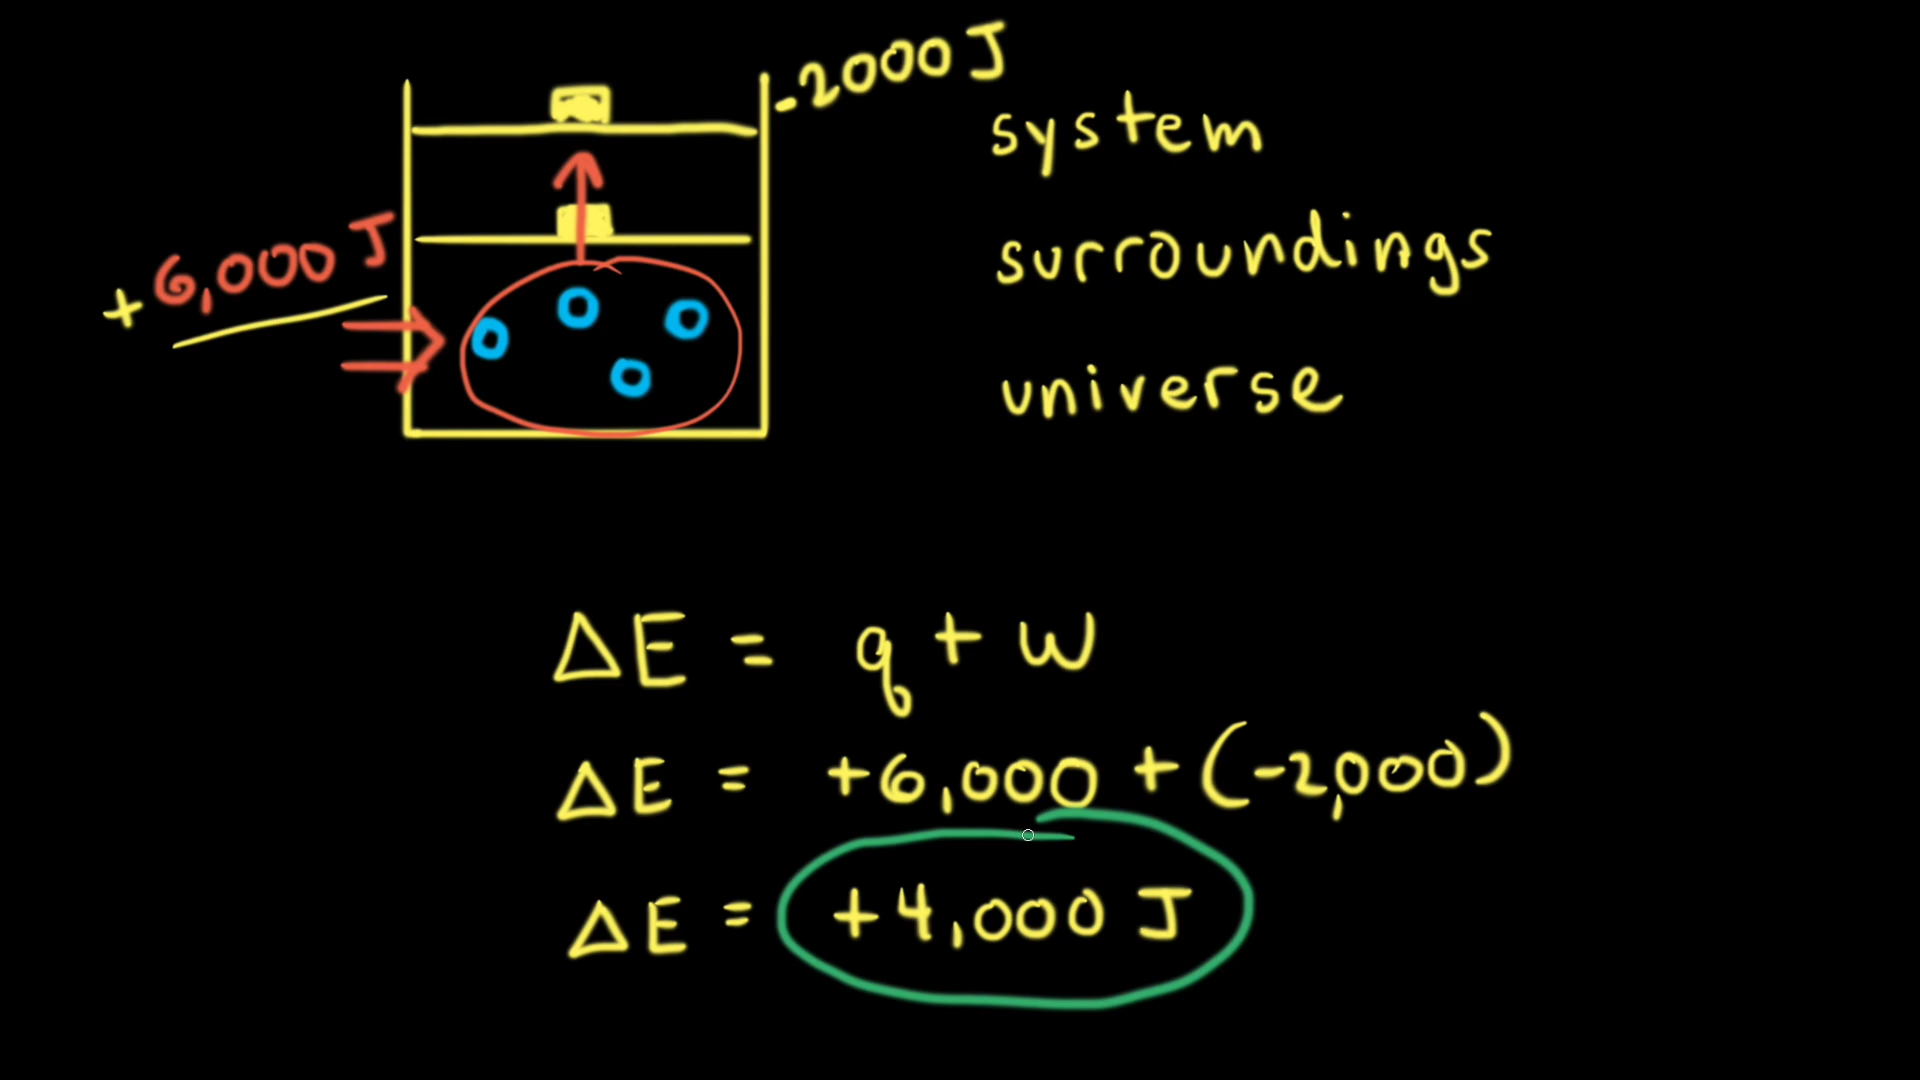 -2000 J
system
+6,000 J
surroundings
universe
ΔE = q + w
ΔE = +6,000 + (-2,000)
ΔE = +4,000 J